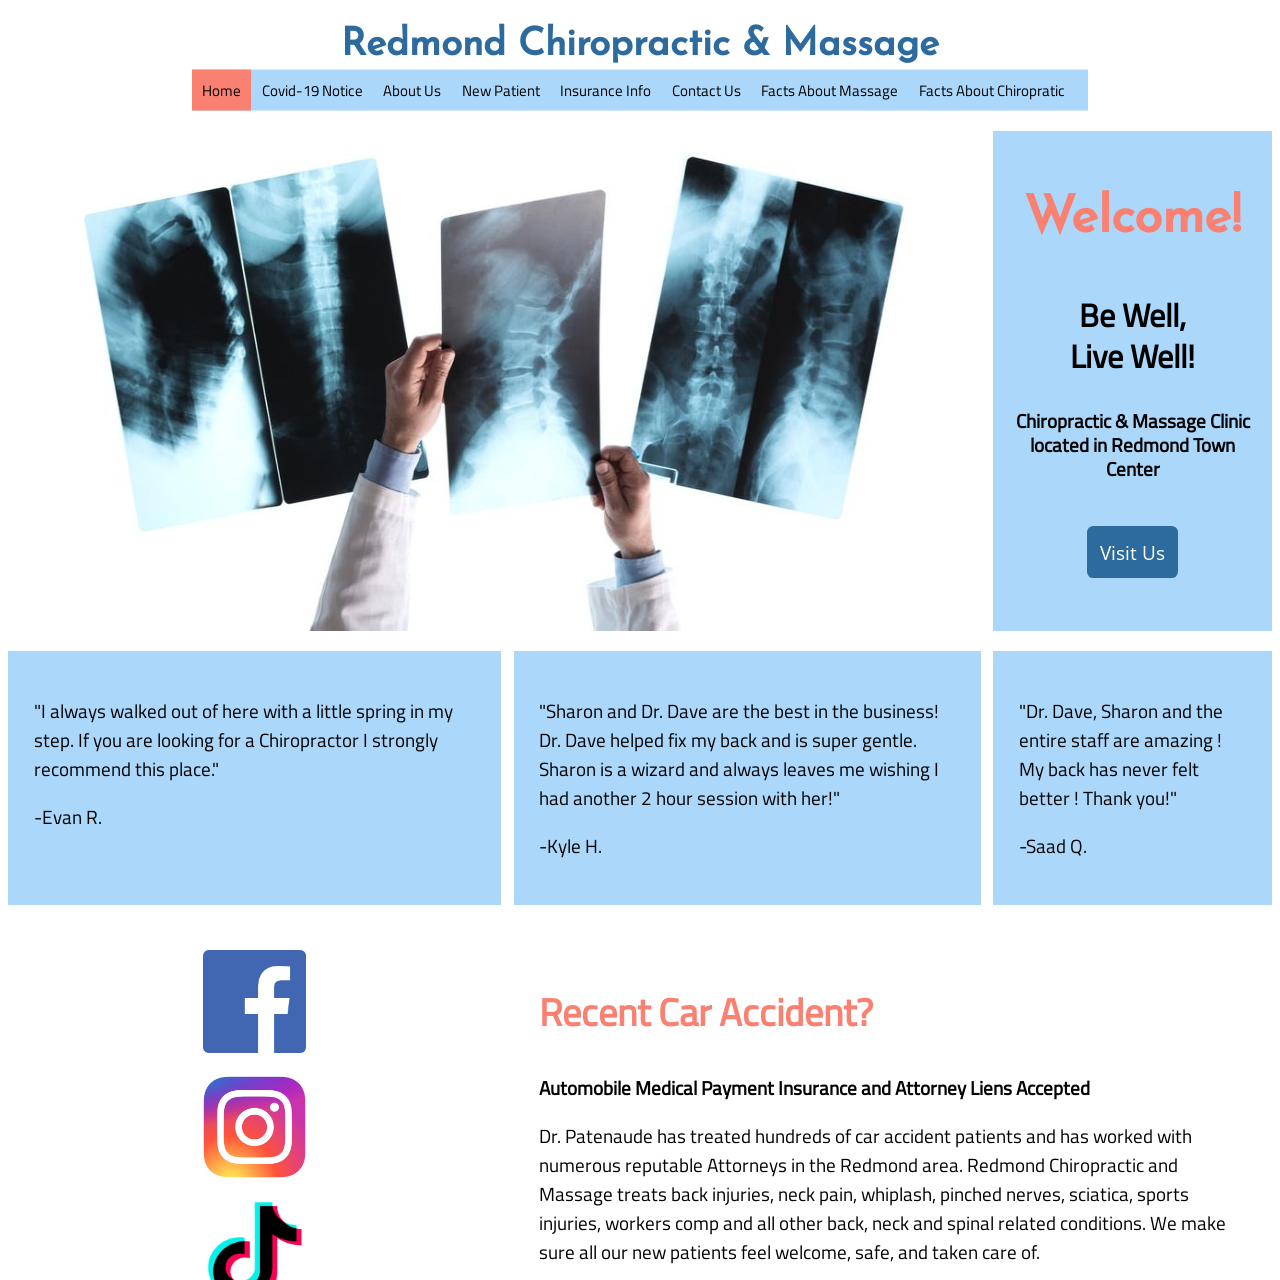 Redmond Chiropractic & Massage
Home Covid-19 Notice About Us New Patient Insurance Info Contact Us Facts About Massage Facts About Chiropratic
Welcome!
Be Well,
Live Well!
Chiropractic & Massage Clinic
located in Redmond Town
Center
Visit Us
"I always walked out of here with a little spring in my
step. If you are looking for a Chiropractor I strongly
recommend this place."
-Evan R.
"Sharon and Dr. Dave are the best in the business!
Dr. Dave helped fix my back and is super gentle.
Sharon is a wizard and always leaves me wishing I
had another 2 hour session with her!"
-Kyle H.
"Dr. Dave, Sharon and the
entire staff are amazing !
My back has never felt
better ! Thank you!"
-Saad Q.
Recent Car Accident?
Automobile Medical Payment Insurance and Attorney Liens Accepted
Dr. Patenaude has treated hundreds of car accident patients and has worked with
numerous reputable Attorneys in the Redmond area. Redmond Chiropractic and
Massage treats back injuries, neck pain, whiplash, pinched nerves, sciatica, sports
injuries, workers comp and all other back, neck and spinal related conditions. We make
sure all our new patients feel welcome, safe, and taken care of.